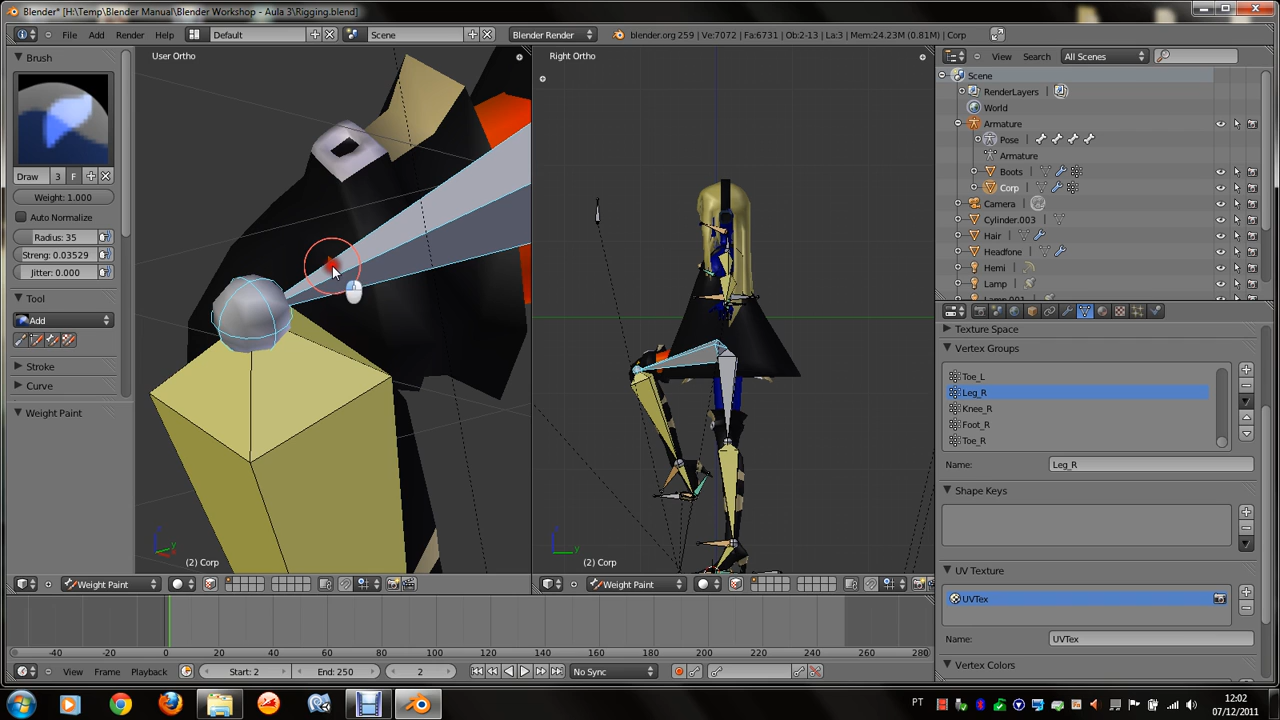 Blender* [H:\Temp\Blender Manual\Blender Workshop - Aula 3\Rigging.blend]
File Add Render Help Default Scene Blender Render blender.org 259 | Ve:7072 | Fa:6731 | Ob:2-13 | La:3 | Mem:24.23M (0.81M) | Corp
Brush
Draw 3 F
Weight: 1.000
Auto Normalize
Radius: 35
Streng: 0.03529
Jitter: 0.000
Tool
Add
Stroke
Curve
Weight Paint
User Ortho
(2) Corp
Weight Paint
Right Ortho
(2) Corp
Weight Paint
View Search All Scenes
Scene
RenderLayers
World
Armature
Pose
Armature
Boots
Corp
Camera
Cylinder.003
Hair
Headfone
Hemi
Lamp
Lamp.001
Texture Space
Vertex Groups
Toe_L
Leg_R
Knee_R
Foot_R
Toe_R
Name: Leg_R
Shape Keys
UV Texture
UVTex
Name: UVTex
Vertex Colors
-40 -20 0 20 40 60 80 100 120 140 160 180 200 220 240 260 280
View Frame Playback Start: 2 End: 250 2 No Sync
PT 12:02
07/12/2011